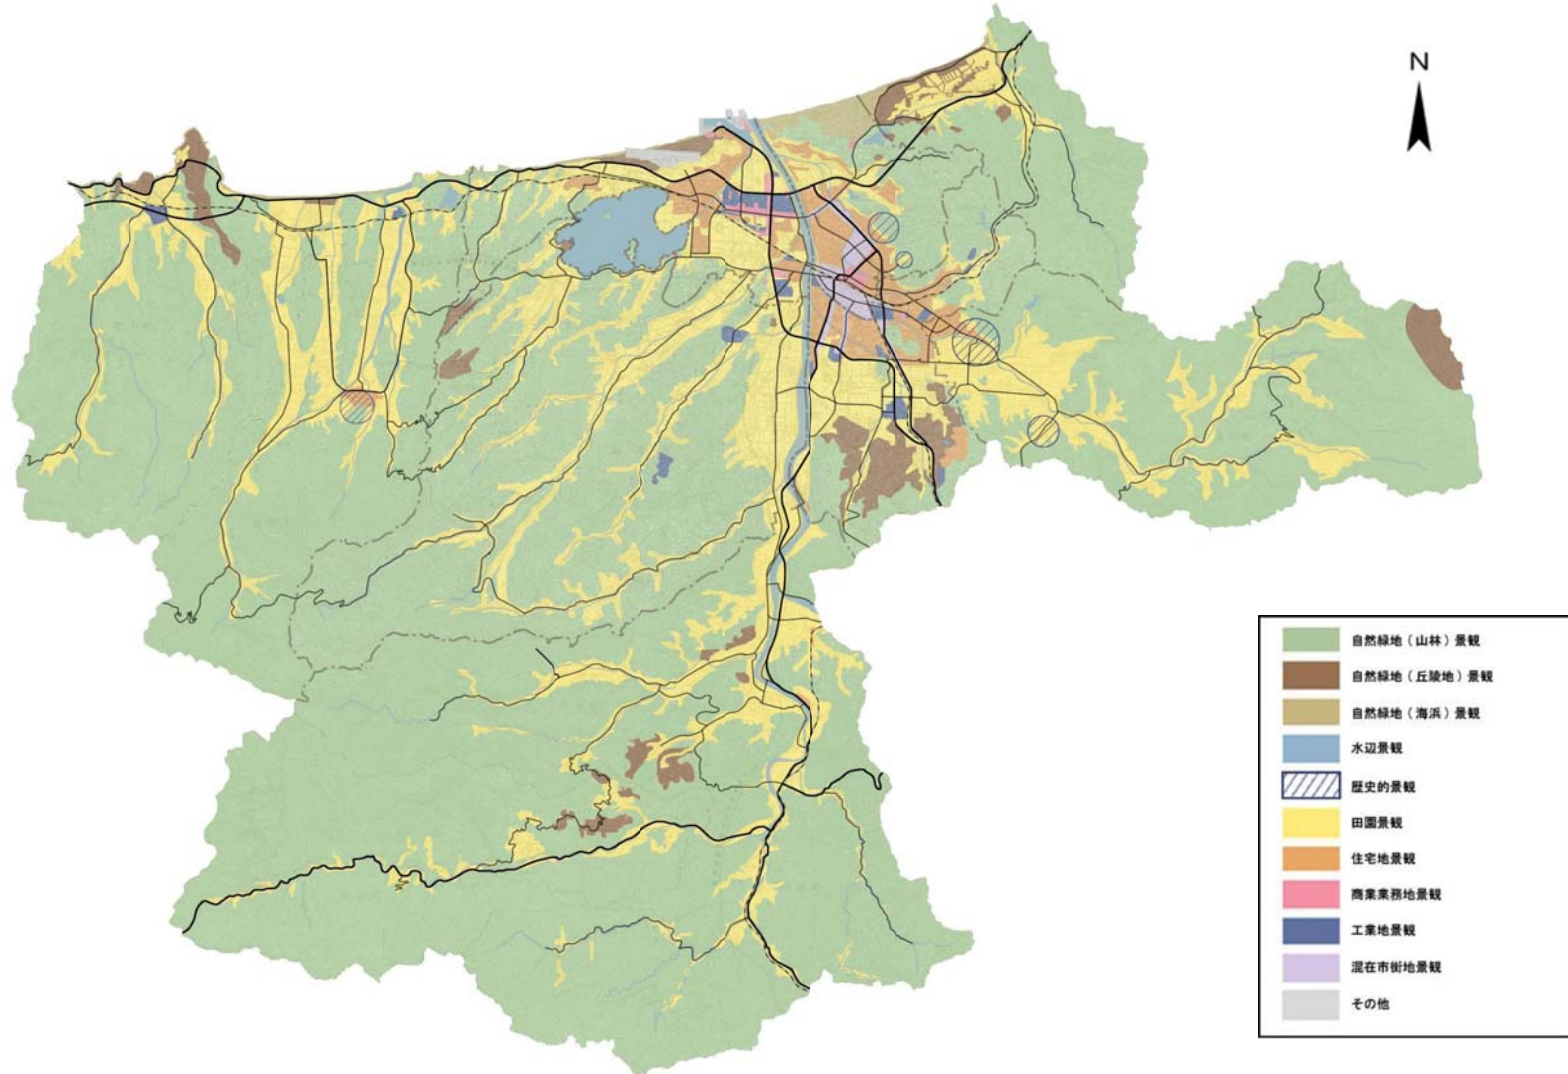 N
自然緑地（山林）景観
自然緑地（丘陵地）景観
自然緑地（海浜）景観
水辺景観
歴史的景観
田園景観
住宅地景観
商業業務地景観
工業地景観
混在市街地景観
その他